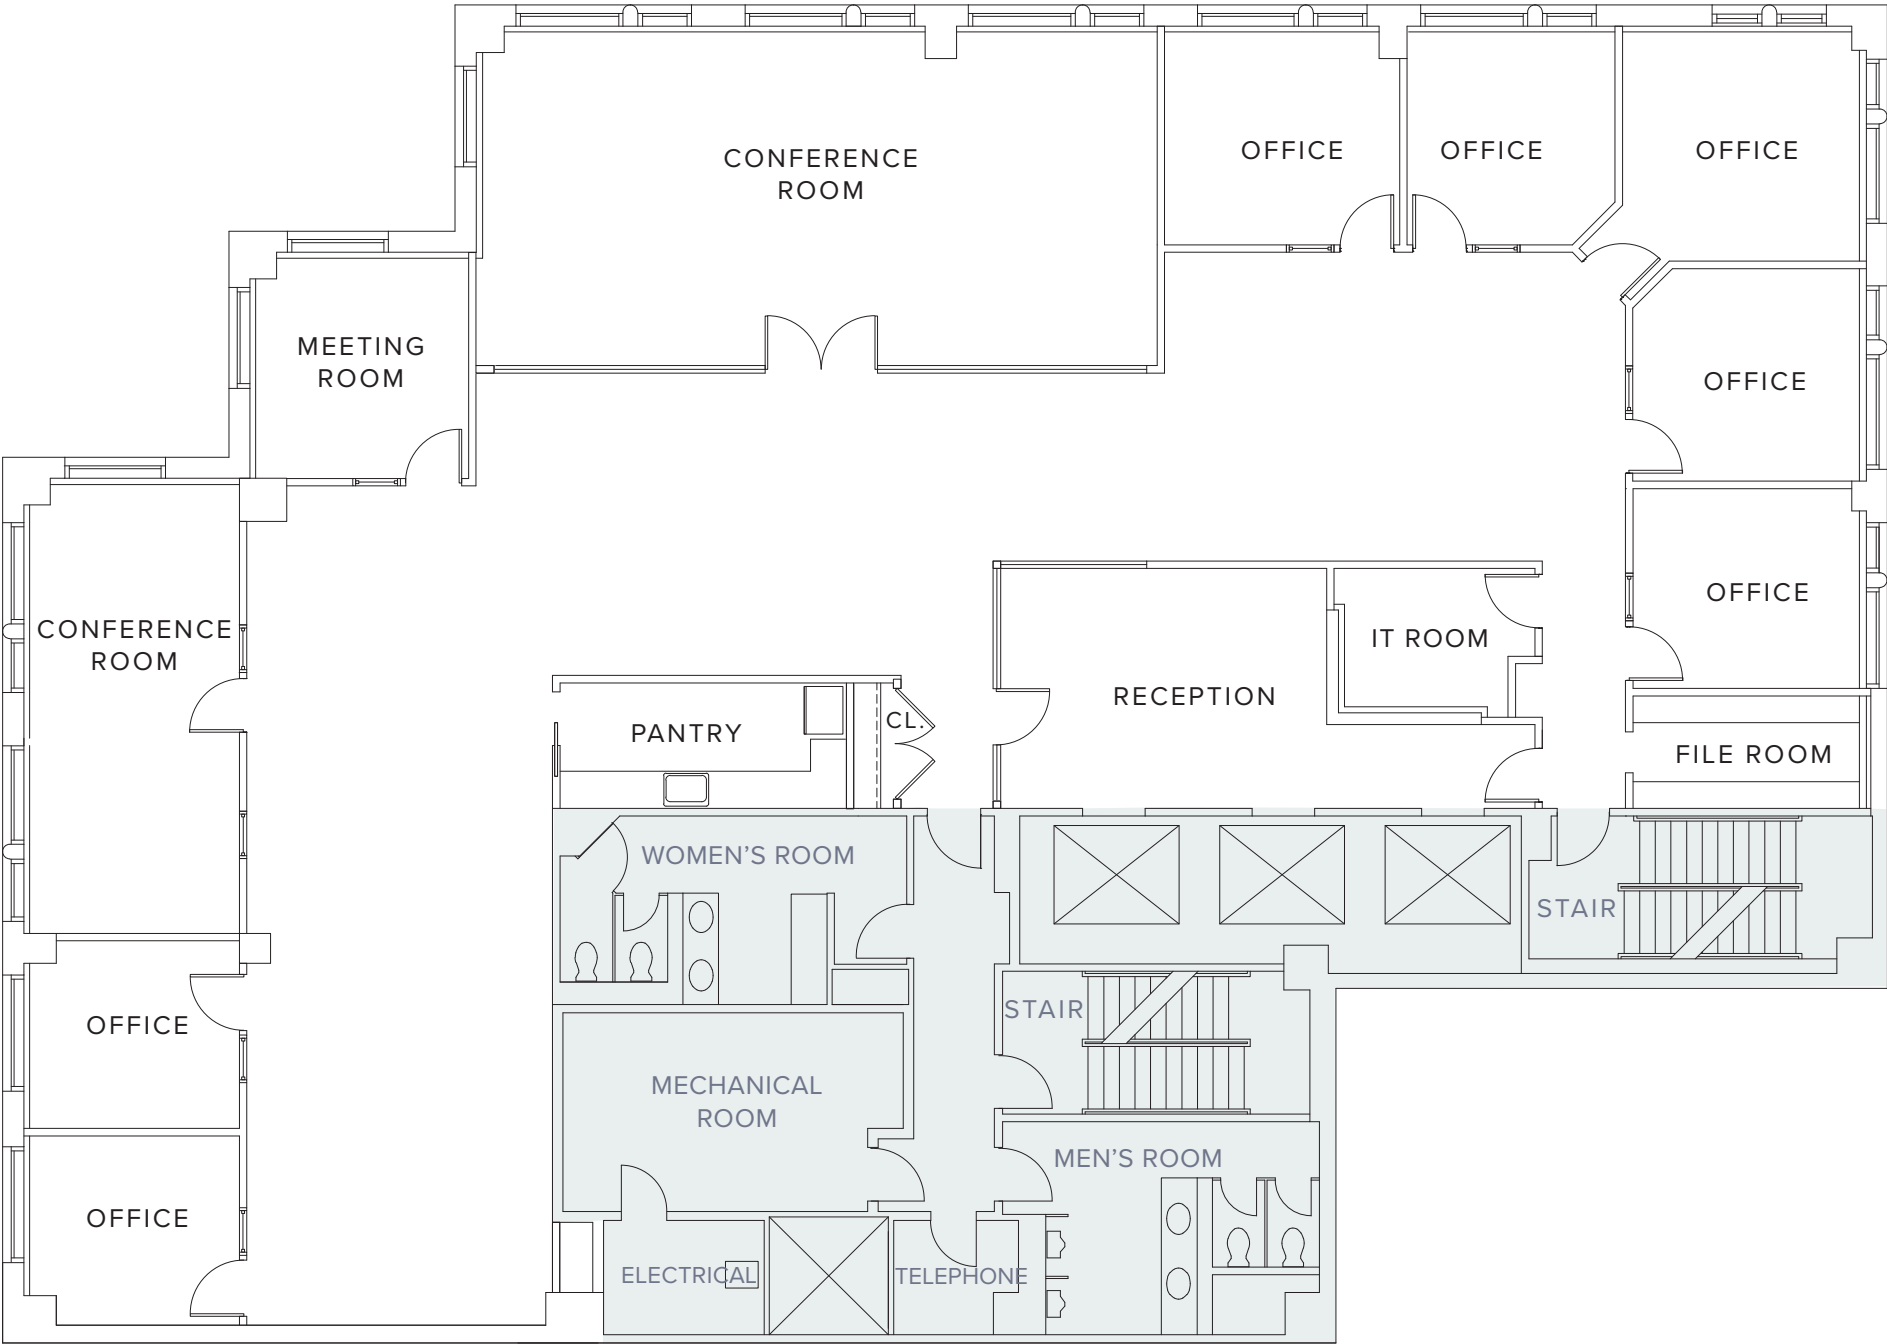 CONFERENCE
ROOM
OFFICE
OFFICE
OFFICE
MEETING
ROOM
OFFICE
OFFICE
CONFERENCE
ROOM
IT ROOM
RECEPTION
PANTRY
CL.
FILE ROOM
WOMEN'S ROOM
STAIR
OFFICE
STAIR
MECHANICAL
ROOM
MEN'S ROOM
OFFICE
ELECTRICAL
TELEPHONE